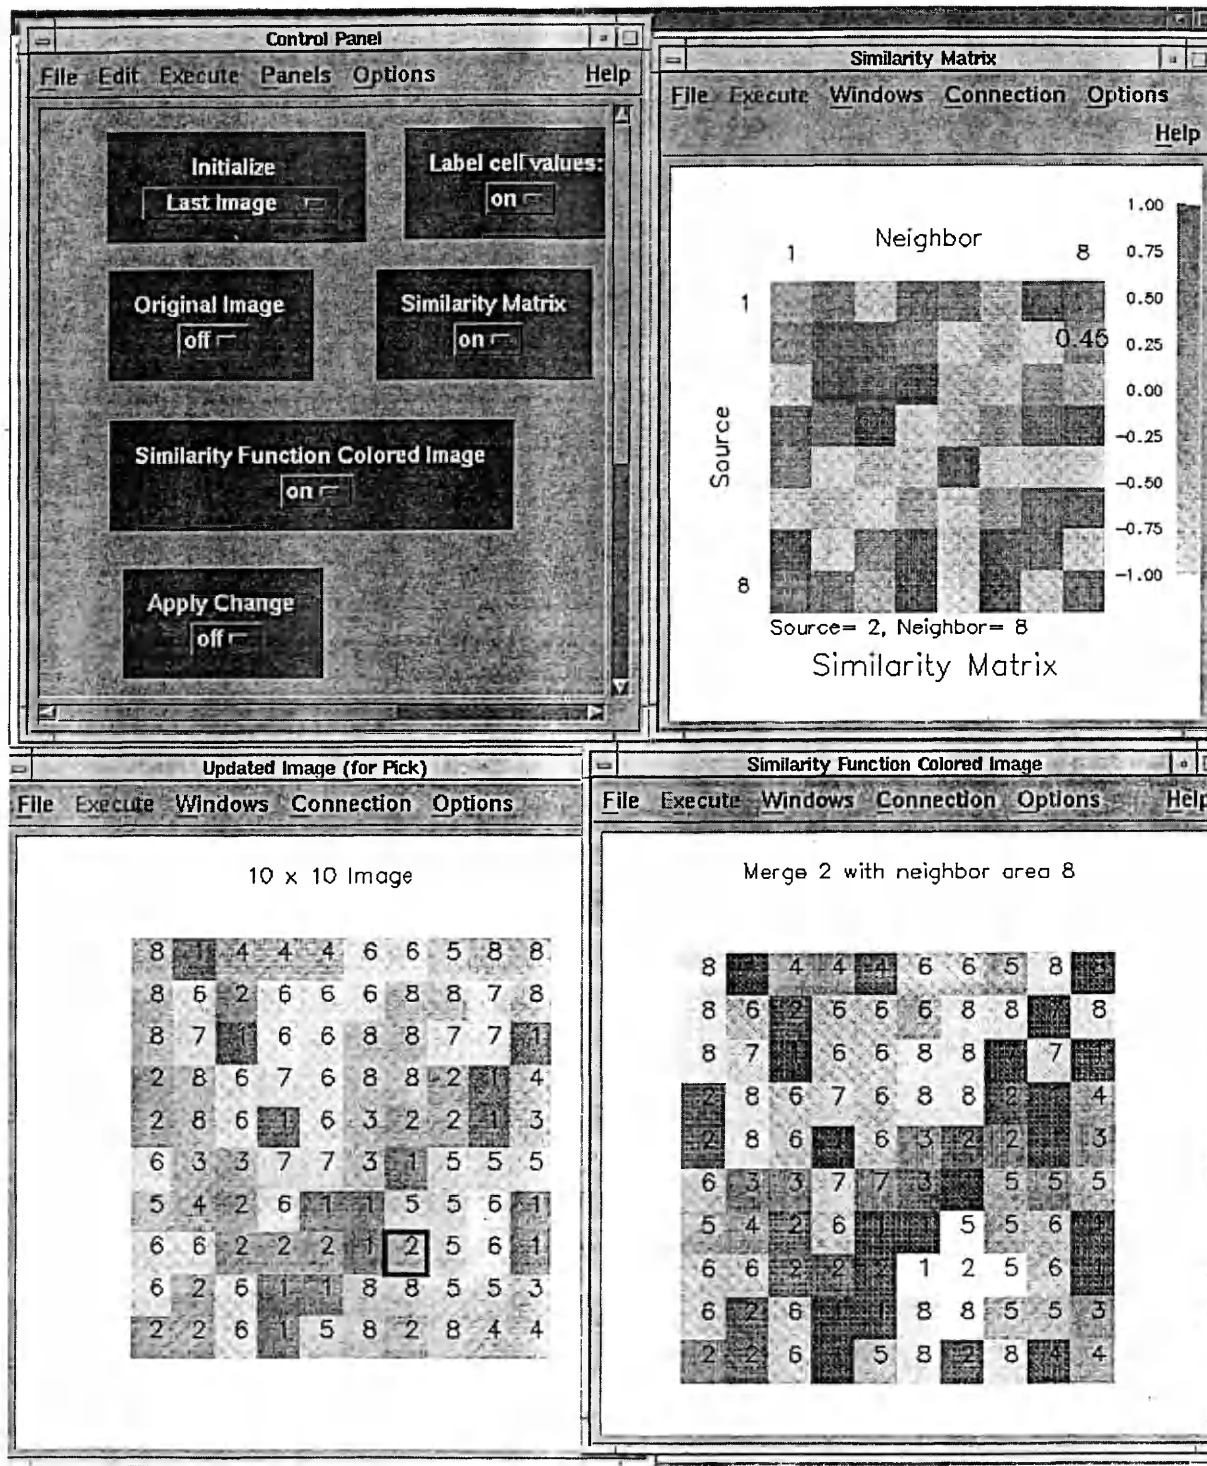 Control Panel
File Edit Execute Panels Options Help
Initialize
Last Image
Label cell values:
on
Original Image
off
Similarity Matrix
on
Similarity Function Colored Image
on
Apply Change
off
Similarity Matrix
File Execute Windows Connection Options
Help
Neighbor
1 8
1
Source
8
0.46
1.00
0.75
0.50
0.25
0.00
-0.25
-0.50
-0.75
-1.00
Source= 2, Neighbor= 8
Similarity Matrix
Updated Image (for Pick)
File Execute Windows Connection Options
10 x 10 Image
8 1 4 4 4 6 6 5 8 8
8 6 2 6 6 6 8 8 7 8
8 7 1 6 6 8 8 7 7 1
2 8 6 7 6 8 8 2 1 4
2 8 6 1 6 3 2 2 1 3
6 3 3 7 7 3 1 5 5 5
5 4 2 6 1 1 5 5 6 1
6 6 2 2 2 1 2 5 6 1
6 2 6 1 1 8 8 5 5 3
2 2 6 1 5 8 2 8 4 4
Similarity Function Colored Image
File Execute Windows Connection Options Help
Merge 2 with neighbor area 8
8 4 4 4 6 6 5 8
8 6 2 6 6 6 8 8 7 8
8 7 1 6 6 8 8 7 1
2 8 6 7 6 8 8 2 4
2 8 6 1 6 3 2 2 3
6 3 3 7 7 3 5 5 5
5 4 2 6 1 1 5 5 6 1
6 6 2 2 2 1 2 5 6 1
6 2 6 1 1 8 8 5 5 3
2 2 6 5 8 2 8 4 4